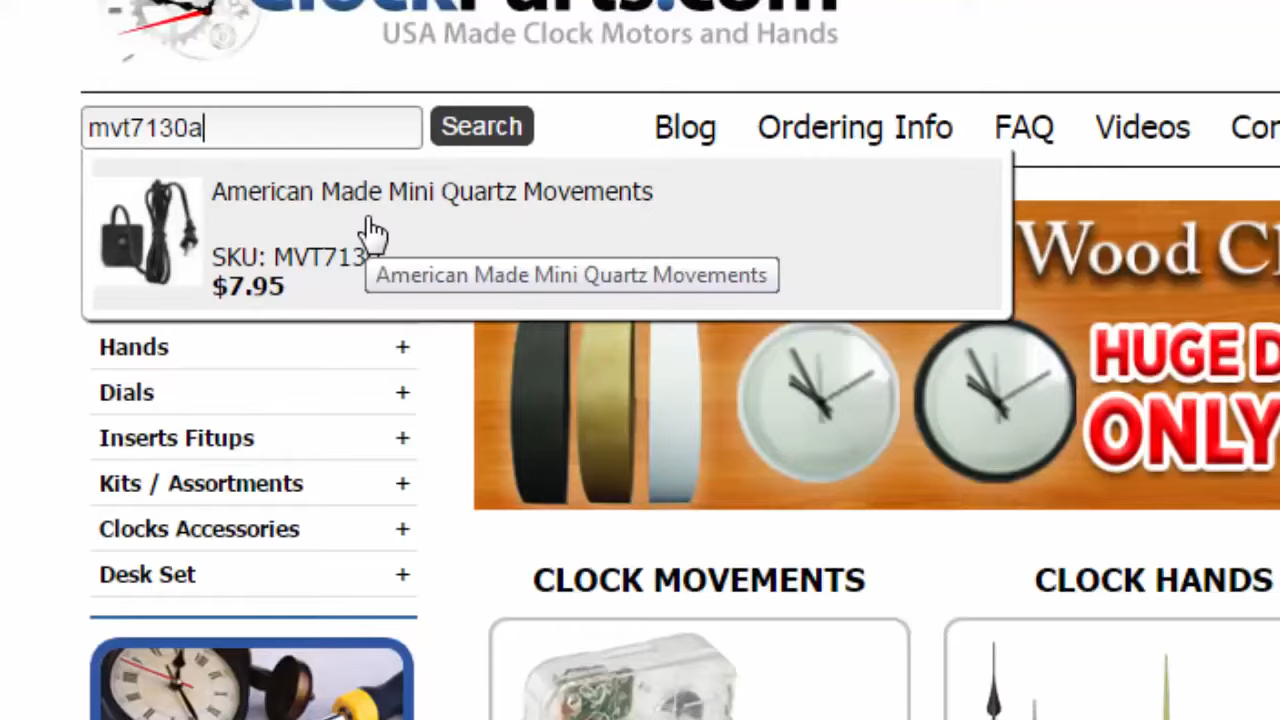 ClockParts.com
USA Made Clock Motors and Hands
mvt7130a
Search
Blog
Ordering Info
FAQ
Videos
American Made Mini Quartz Movements
SKU: MVT713
$7.95
American Made Mini Quartz Movements
Wood
HUGE
ONLY
Hands +
Dials +
Inserts Fitups +
Kits / Assortments +
Clocks Accessories +
Desk Set +
CLOCK MOVEMENTS
CLOCK HANDS